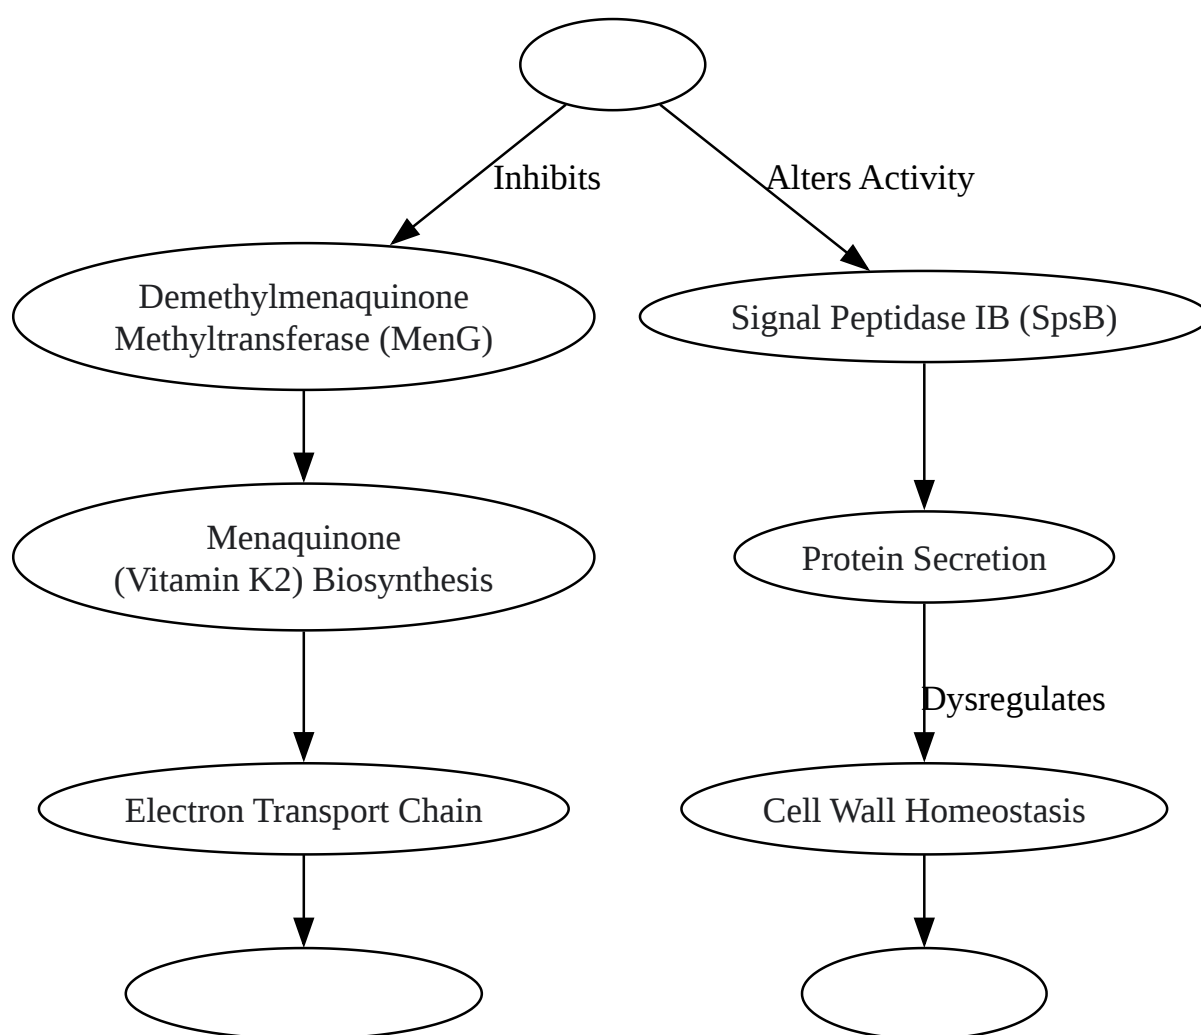 Inhibits
Alters Activity
Demethylmenaquinone
Methyltransferase (MenG)
Signal Peptidase IB (SpsB)
Menaquinone
(Vitamin K2) Biosynthesis
Protein Secretion
Dysregulates
Electron Transport Chain
Cell Wall Homeostasis